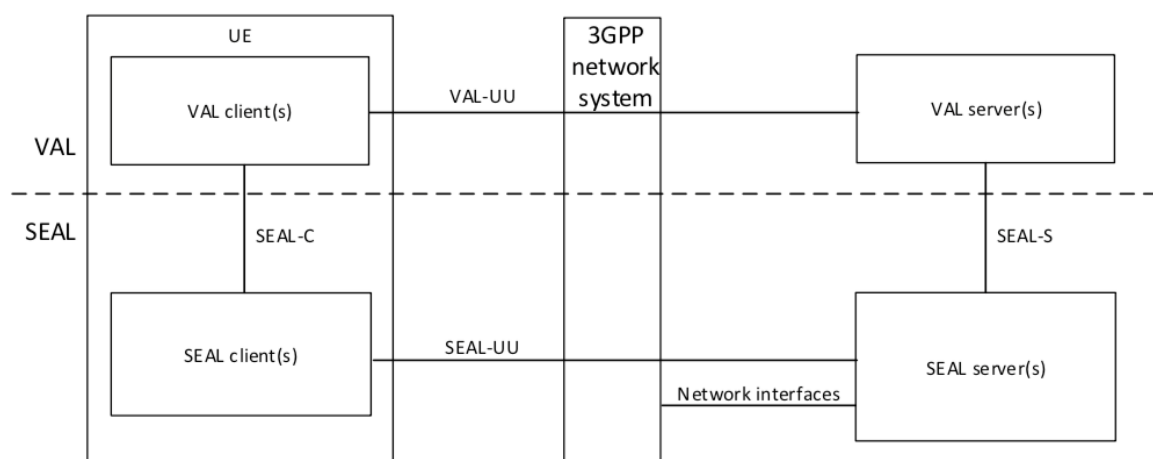 UE
3GPP
network
system
VAL client(s)
VAL-UU
VAL server(s)
VAL
SEAL
SEAL-C
SEAL-S
SEAL client(s)
SEAL-UU
SEAL server(s)
Network interfaces